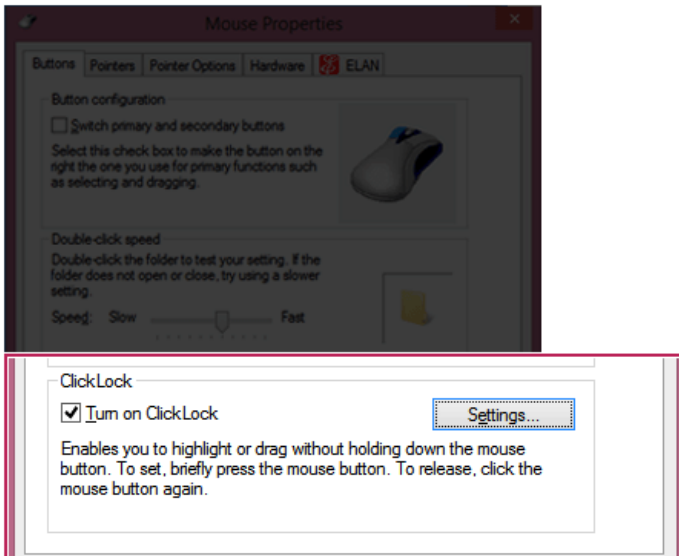 Mouse Properties
Buttons Pointers Pointer Options Hardware ELAN
Button configuration
Switch primary and secondary buttons
Select this check box to make the button on the
right the one you use for primary functions such
as selecting and dragging.
Double-click speed
Double-click the folder to test your setting. If the
folder does not open or close, try using a slower
setting.
Speed: Slow Fast
ClickLock
Turn on ClickLock Settings...
Enables you to highlight or drag without holding down the mouse
button. To set, briefly press the mouse button. To release, click the
mouse button again.